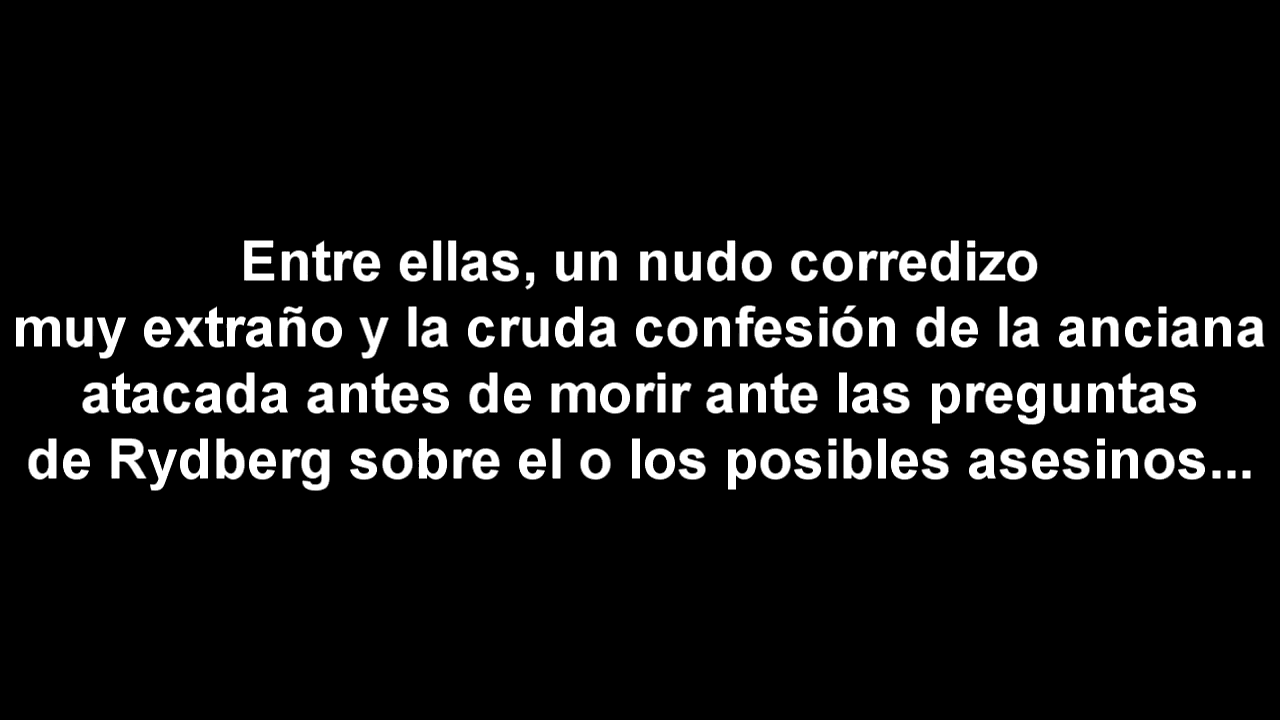 Entre ellas, un nudo corredizo
muy extraño y la cruda confesión de la anciana
atacada antes de morir ante las preguntas
de Rydberg sobre el o los posibles asesinos...